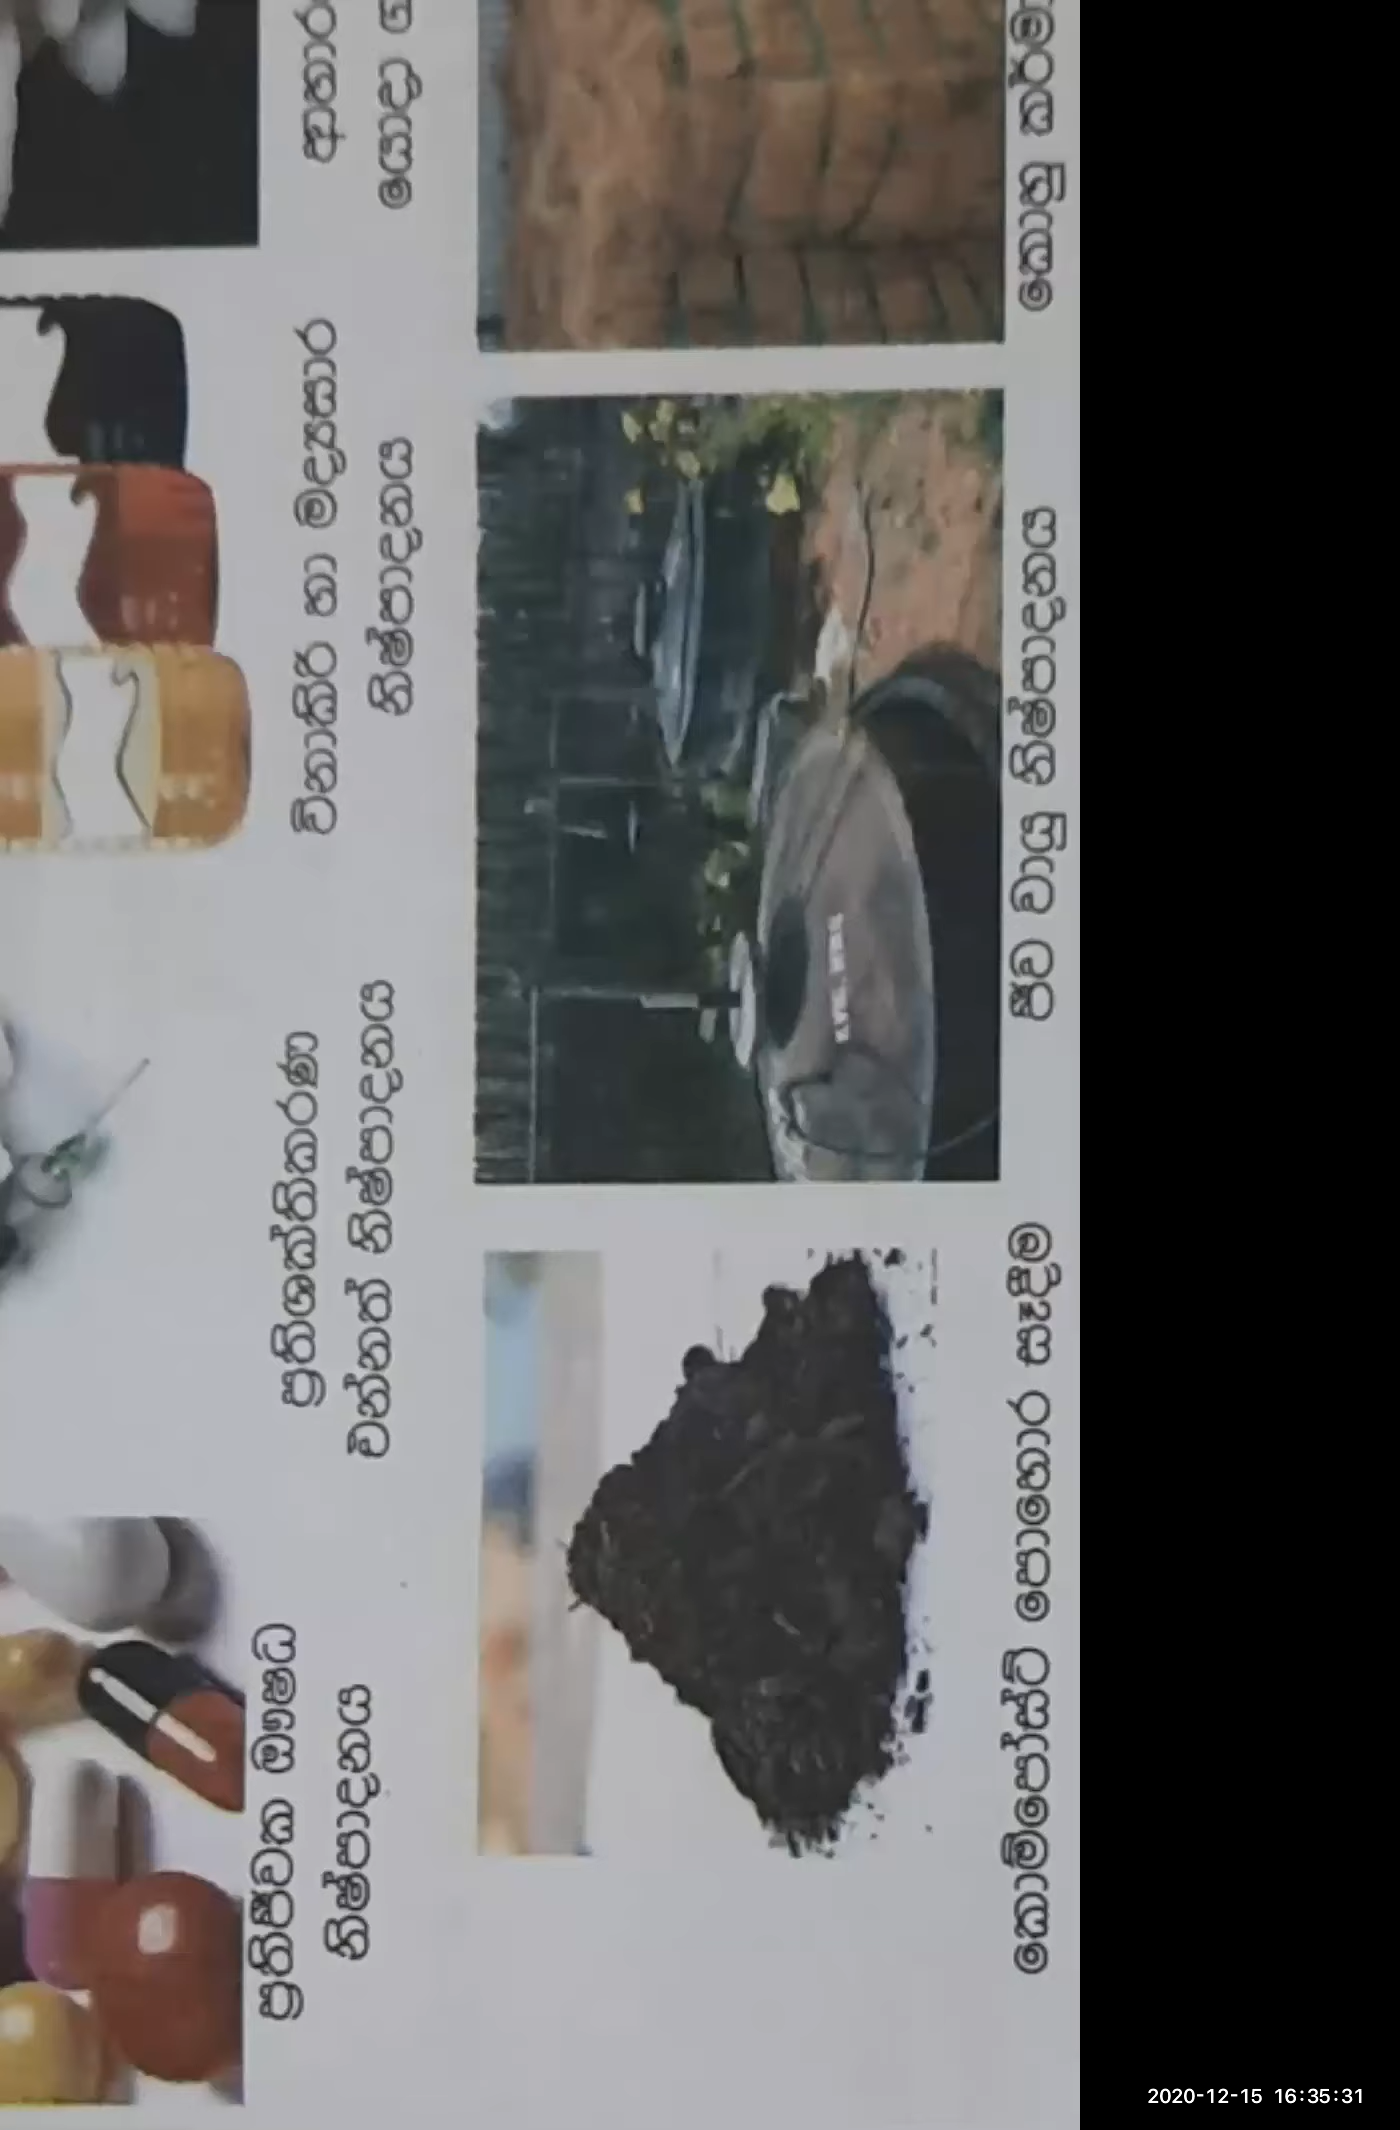 ප්‍රතිජීවක ඖෂධ
නිෂ්පාදනය
ප්‍රතිශක්තිකරණ
එන්නත් නිෂ්පාදනය
විනාකිරි හා මද්‍යසාර
නිෂ්පාදනය
කොම්පෝස්ට් පොහොර සෑදීම
ජීව වායු නිෂ්පාදනය
කොහු
2020-12-15 16:35:31